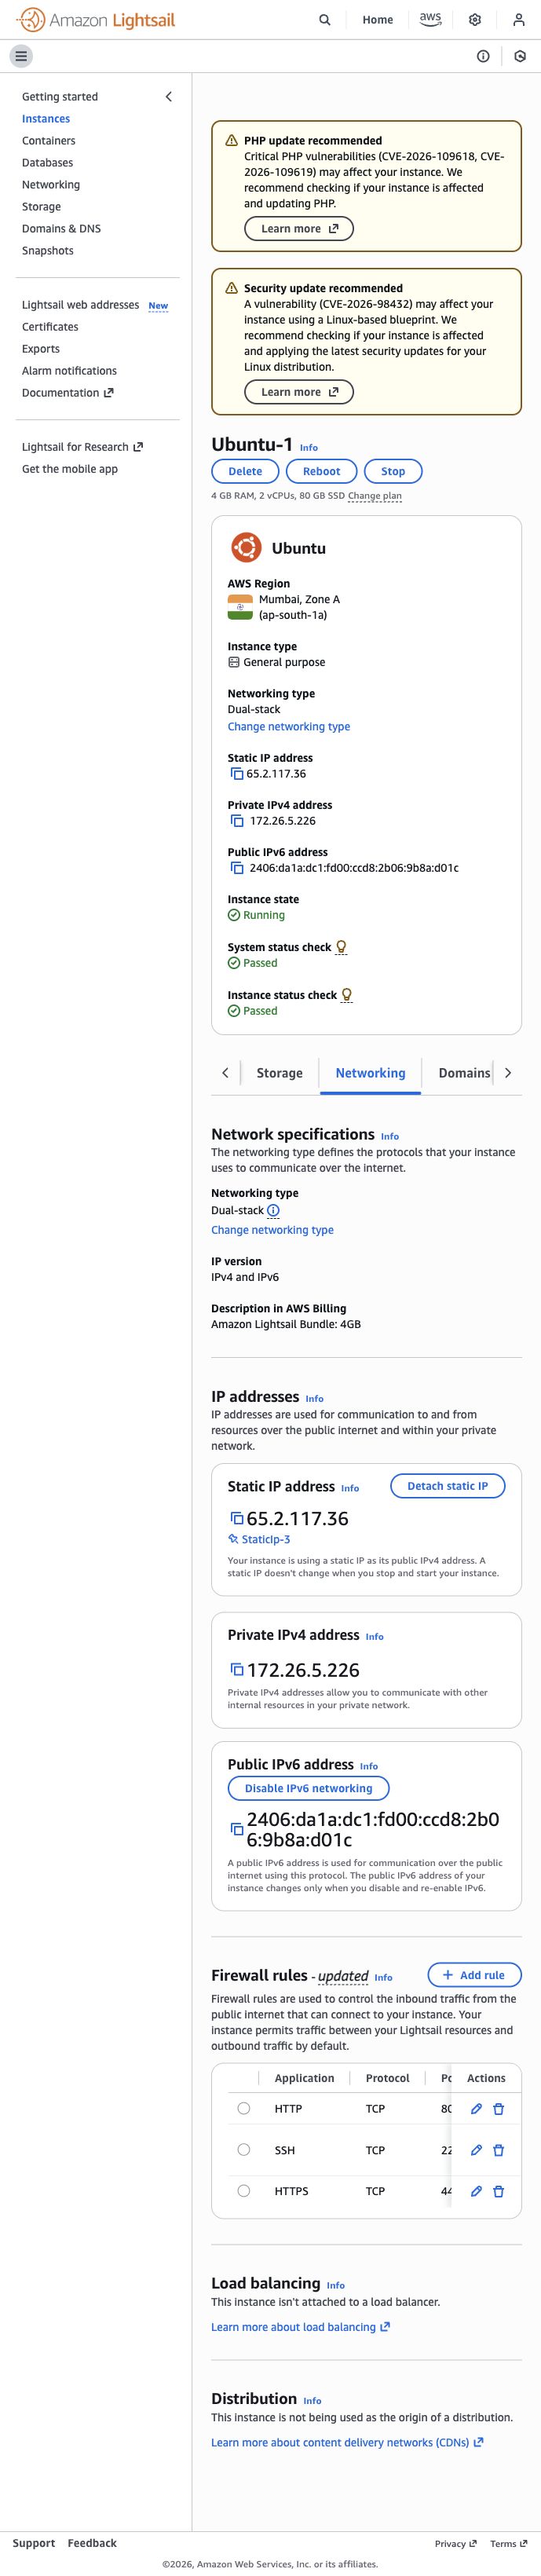 Amazon Lightsail
Home
aws
Getting started
Instances
Containers
Databases
Networking
Storage
Domains & DNS
Snapshots
Lightsail web addresses New
Certificates
Exports
Alarm notifications
Documentation
Lightsail for Research
Get the mobile app
PHP update recommended
Critical PHP vulnerabilities (CVE-2026-109618, CVE-
2026-109619) may affect your instance. We
recommend checking if your instance is affected
and updating PHP.
Learn more
Security update recommended
A vulnerability (CVE-2026-98432) may affect your
instance using a Linux-based blueprint. We
recommend checking if your instance is affected
and applying the latest security updates for your
Linux distribution.
Learn more
Ubuntu-1 Info
Delete Reboot Stop
4 GB RAM, 2 vCPUs, 80 GB SSD Change plan
Ubuntu
AWS Region
Mumbai, Zone A
(ap-south-1a)
Instance type
General purpose
Networking type
Dual-stack
Change networking type
Static IP address
65.2.117.36
Private IPv4 address
172.26.5.226
Public IPv6 address
2406:da1a:dc1:fd00:ccd8:2b06:9b8a:d01c
Instance state
Running
System status check
Passed
Instance status check
Passed
Storage Networking Domains
Network specifications Info
The networking type defines the protocols that your instance
uses to communicate over the internet.
Networking type
Dual-stack
Change networking type
IP version
IPv4 and IPv6
Description in AWS Billing
Amazon Lightsail Bundle: 4GB
IP addresses Info
IP addresses are used for communication to and from
resources over the public internet and within your private
network.
Static IP address Info
Detach static IP
65.2.117.36
StaticIp-3
Your instance is using a static IP as its public IPv4 address. A
static IP doesn't change when you stop and start your instance.
Private IPv4 address Info
172.26.5.226
Private IPv4 addresses allow you to communicate with other
internal resources in your private network.
Public IPv6 address Info
Disable IPv6 networking
2406:da1a:dc1:fd00:ccd8:2b0
6:9b8a:d01c
A public IPv6 address is used for communication over the public
internet using this protocol. The public IPv6 address of your
instance changes only when you disable and re-enable IPv6.
Firewall rules - updated Info
Add rule
Firewall rules are used to control the inbound traffic from the
public internet that can connect to your instance. Your
instance permits traffic between your Lightsail resources and
outbound traffic by default.
Application Protocol Actions
HTTP TCP 80
SSH TCP 22
HTTPS TCP 44
Load balancing Info
This instance isn't attached to a load balancer.
Learn more about load balancing
Distribution Info
This instance is not being used as the origin of a distribution.
Learn more about content delivery networks (CDNs)
Support Feedback
Privacy Terms
©2026, Amazon Web Services, Inc. or its affiliates.